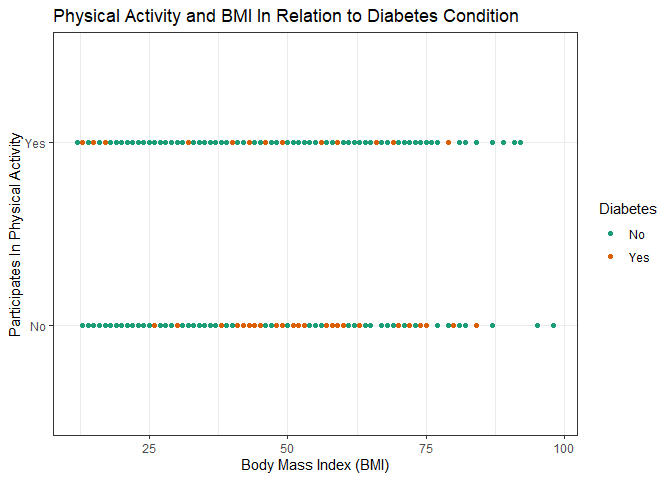 Physical Activity and BMI In Relation to Diabetes Condition
Participates In Physical Activity
Yes
No
25
50
75
100
Body Mass Index (BMI)
Diabetes
No
Yes